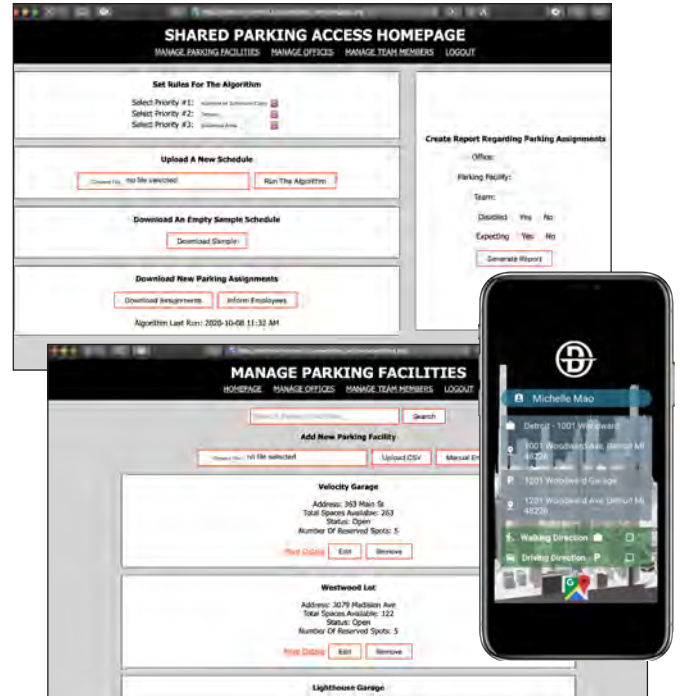 SHARED PARKING ACCESS HOMEPAGE
MANAGE PARKING FACILITIES MANAGE OFFICES MANAGE TEAM MEMBERS LOGOUT
Set Rules For The Algorithm
Select Priority #1:
Select Priority #2:
Select Priority #3:
Upload A New Schedule
no file selected
Run The Algorithm
Download An Empty Sample Schedule
Download Sample
Download New Parking Assignments
Download Assignments
Inform Employees
Algorithm Last Run: 2020-10-08 11:32 AM
Create Report Regarding Parking Assignments
Office:
Parking Facility:
Team:
Disabled Yes No
Expecting Yes No
Generate Report
MANAGE PARKING FACILITIES
HOMEPAGE MANAGE OFFICES MANAGE TEAM MEMBERS LOGOUT
Search
Add New Parking Facility
no file selected
Upload CSV
Manual En
Velocity Garage
Address: 363 Main St
Total Spaces Available: 263
Status: Open
Number Of Reserved Spots: 5
More Details Edit Remove
Westwood Lot
Address: 3079 Madision Ave
Total Spaces Available: 122
Status: Open
Number Of Reserved Spots: 5
More Details Edit Remove
Lighthouse Garage
Michelle Mao
Detroit - 1001 Woodward
1001 Woodward Ave, Detroit MI
48226
P 1201 Woodward Garage
1201 Woodward Ave, Detroit MI
48226
Walking Direction
Driving Direction - P